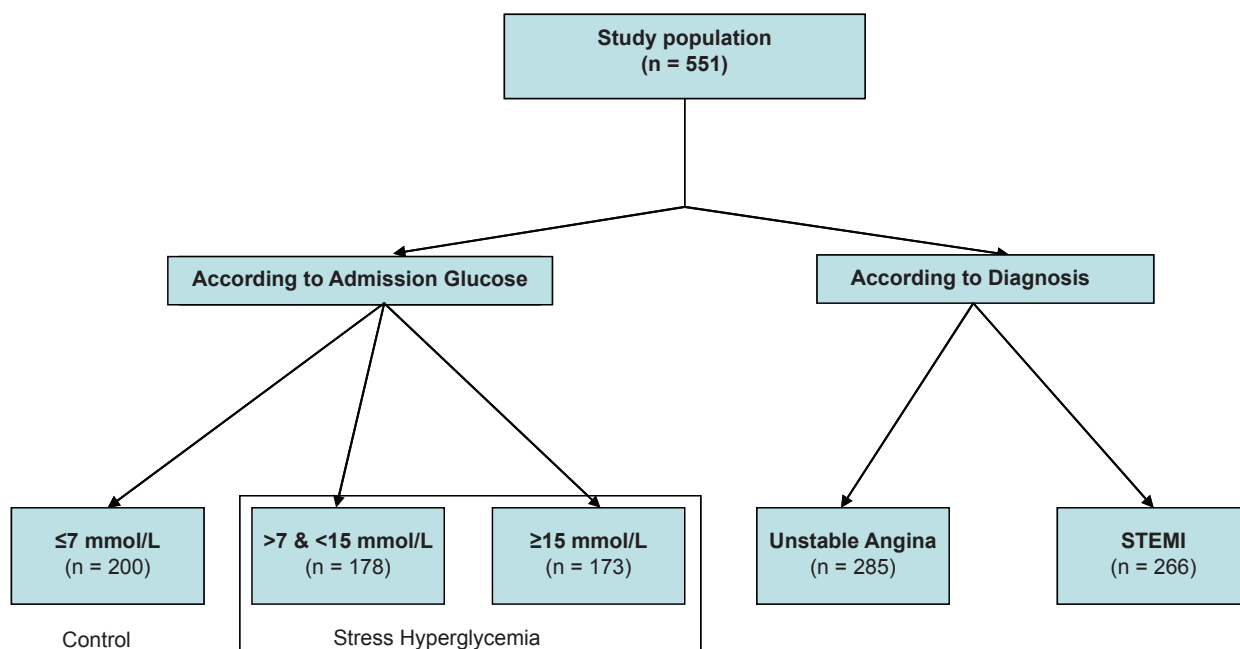 Study population
(n = 551)
According to Admission Glucose
According to Diagnosis
≤7 mmol/L
(n = 200)
>7 & <15 mmol/L
(n = 178)
≥15 mmol/L
(n = 173)
Unstable Angina
(n = 285)
STEMI
(n = 266)
Control
Stress Hyperglycemia